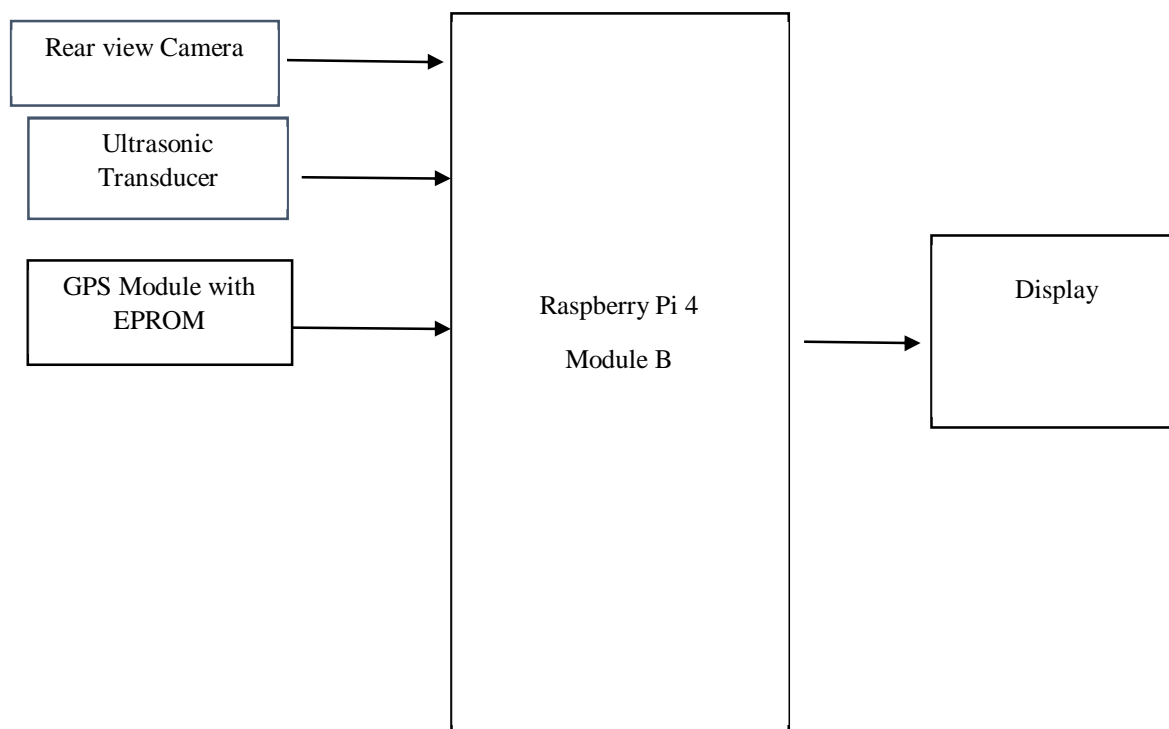 Rear view Camera
Ultrasonic
Transducer
GPS Module with
EPROM
Raspberry Pi 4
Module B
Display